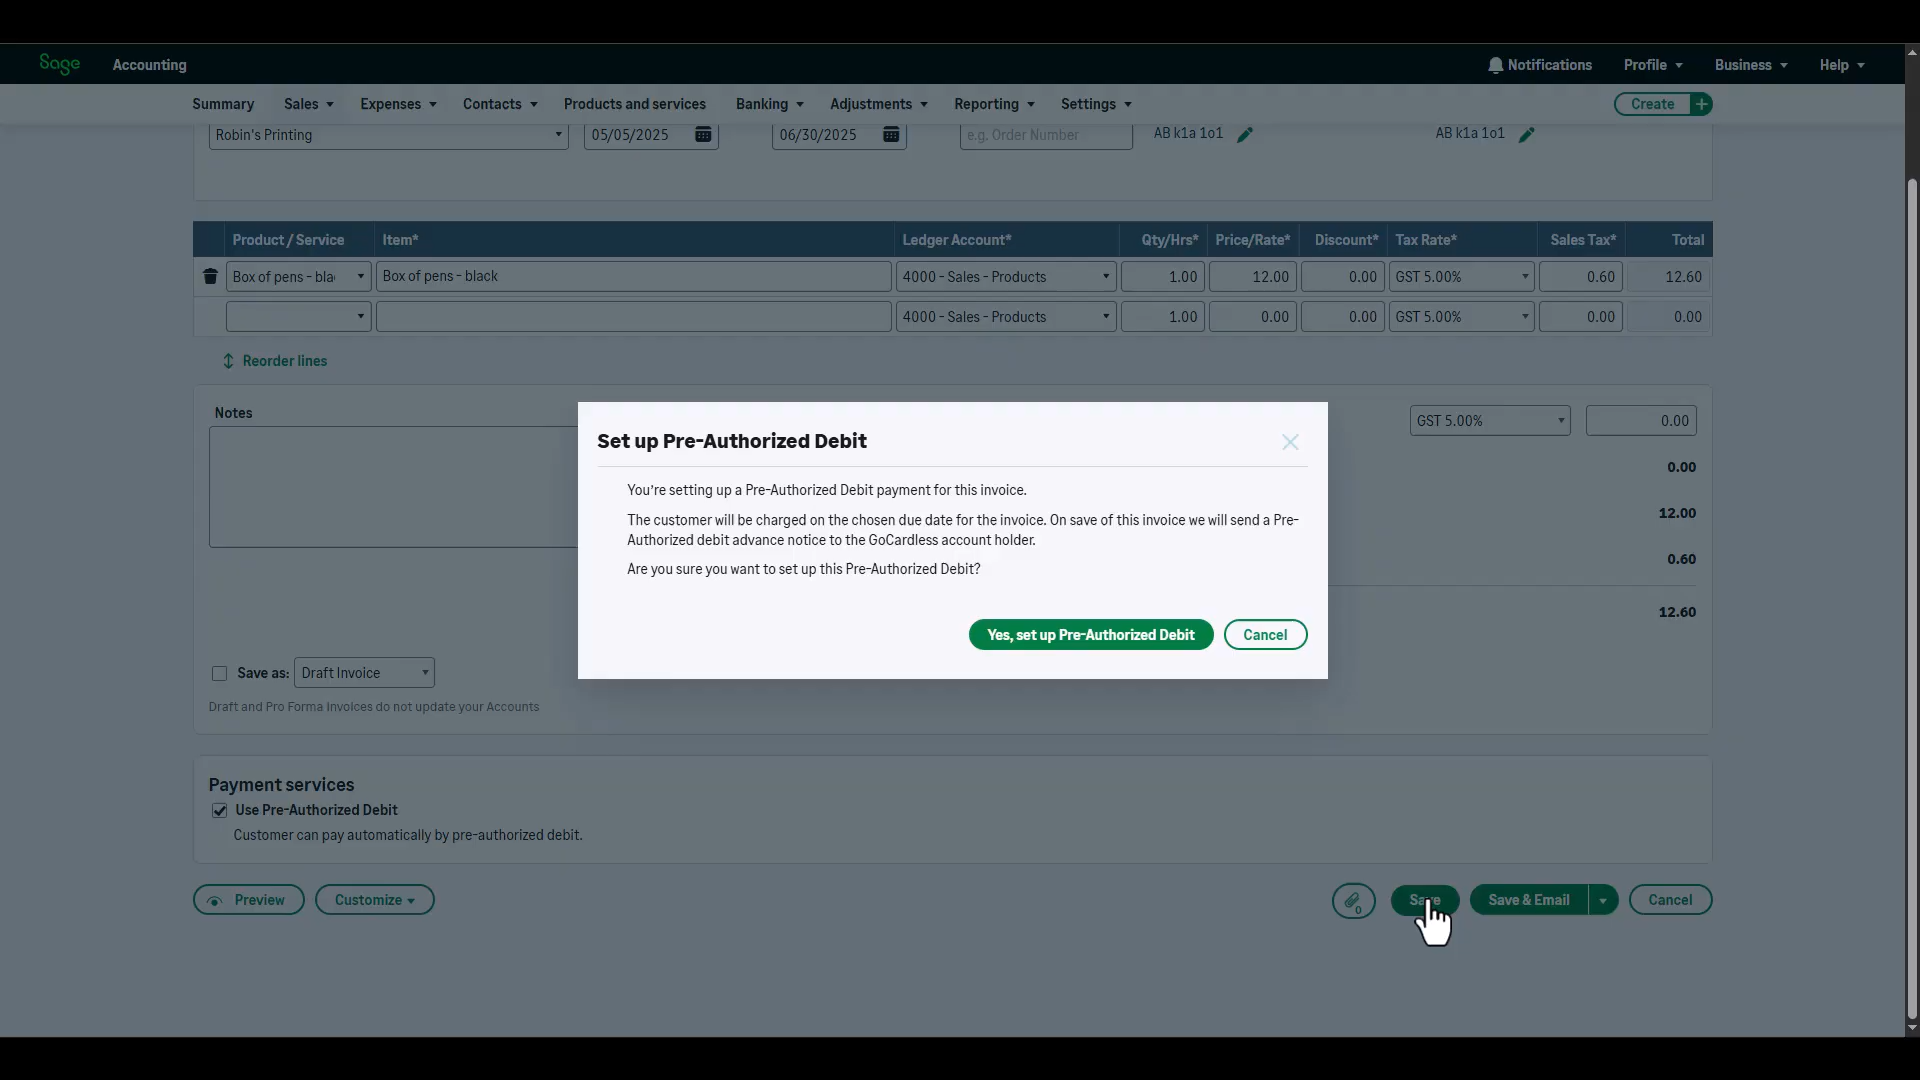 Sage Accounting Notifications Profile Business Help
Summary Sales Expenses Contacts Products and services Banking Adjustments Reporting Settings Create +
Robin's Printing 05/05/2025 06/30/2025 e.g. Order Number AB k1a 1o1 AB k1a 1o1
Product / Service Item* Ledger Account* Qty/Hrs* Price/Rate* Discount* Tax Rate* Sales Tax* Total
Box of pens - bla Box of pens - black 4000 - Sales - Products 1.00 12.00 0.00 GST 5.00% 0.60 12.60
4000 - Sales - Products 1.00 0.00 0.00 GST 5.00% 0.00 0.00
Reorder lines
Notes
GST 5.00% 0.00
0.00
12.00
0.60
12.60
Set up Pre-Authorized Debit
You're setting up a Pre-Authorized Debit payment for this invoice.
The customer will be charged on the chosen due date for the invoice. On save of this invoice we will send a Pre-
Authorized debit advance notice to the GoCardless account holder.
Are you sure you want to set up this Pre-Authorized Debit?
Yes, set up Pre-Authorized Debit Cancel
Save as: Draft Invoice
Draft and Pro Forma Invoices do not update your Accounts
Payment services
Use Pre-Authorized Debit
Customer can pay automatically by pre-authorized debit.
Preview Customize 0 Save Save & Email Cancel